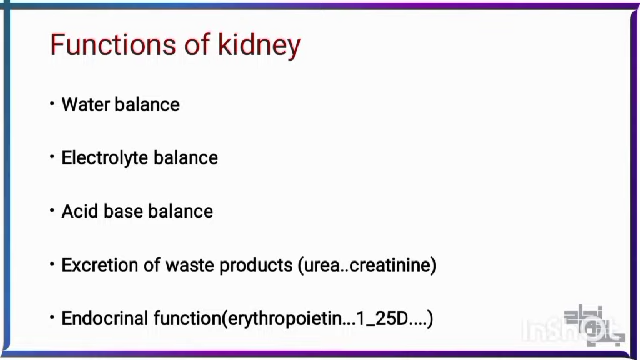 Functions of kidney
• Water balance
• Electrolyte balance
• Acid base balance
• Excretion of waste products (urea..creatinine)
• Endocrinal function(erythropoietin...1_25D....)
InShot